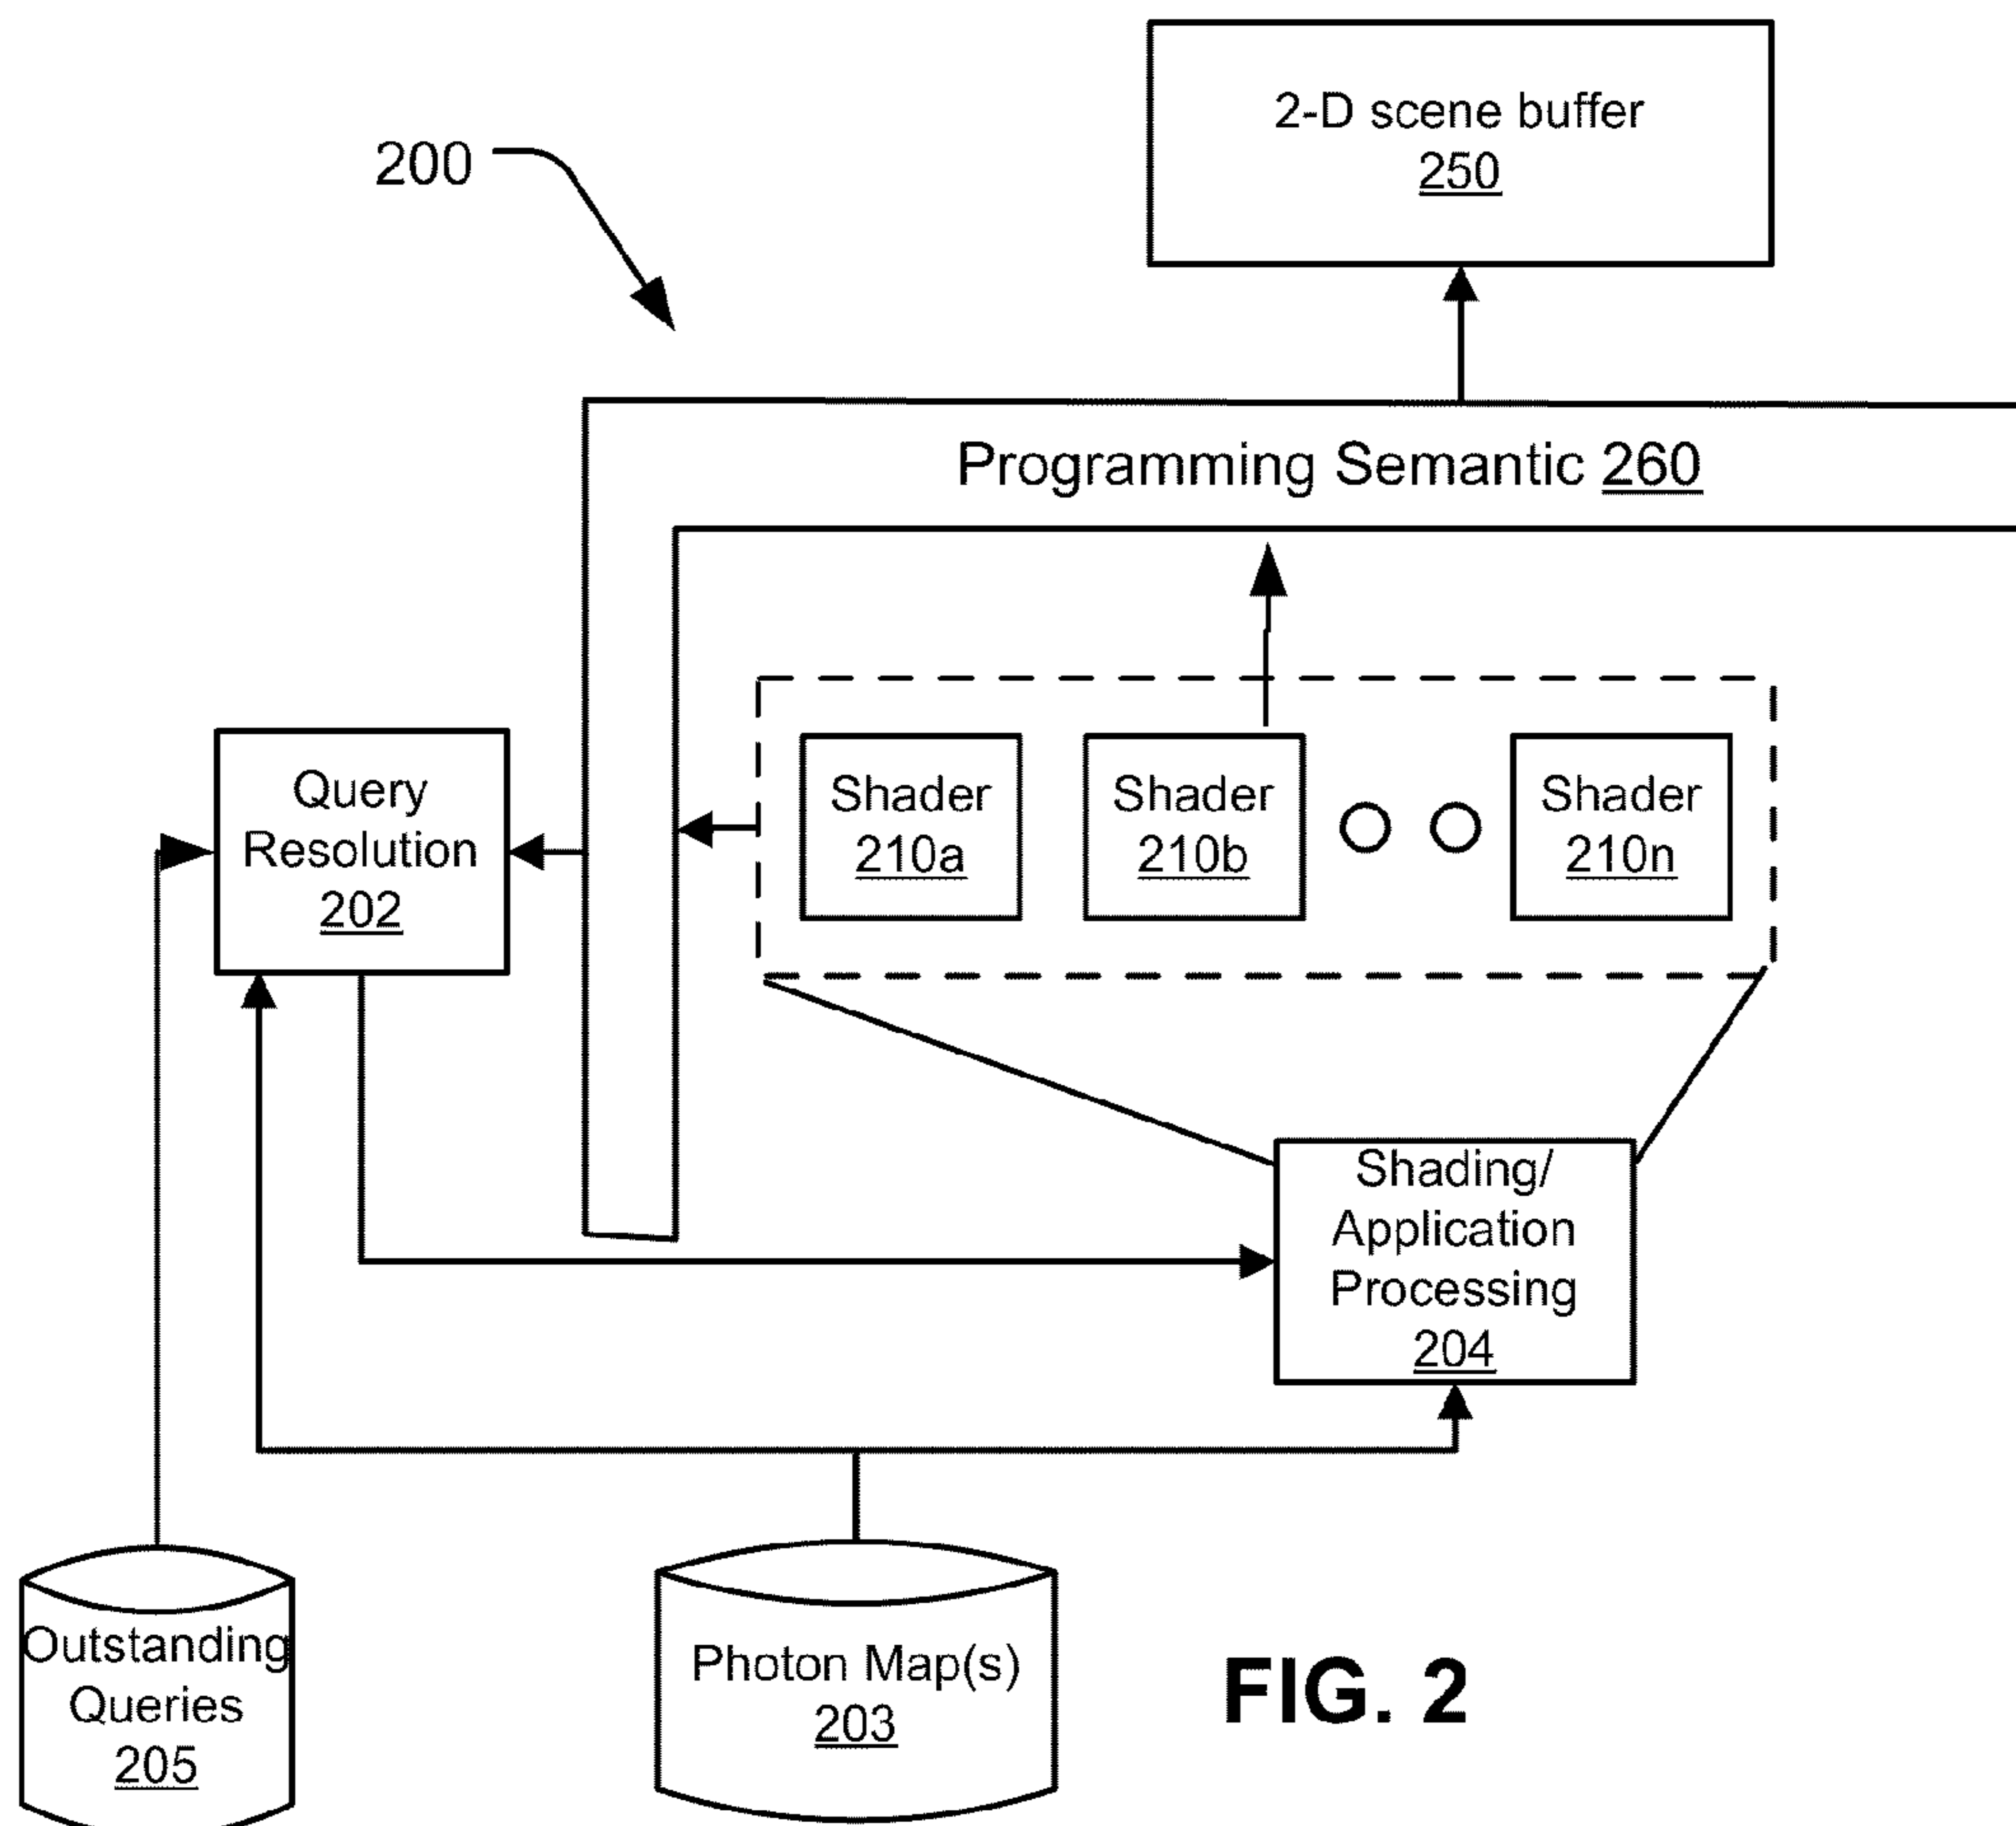 2-D scene buffer
250
200
Programming Semantic 260
Query
Resolution
202
Shader
210a
Shader
210b
Shader
210n
Shading/
Application
Processing
204
Outstanding
Queries
205
Photon Map(s)
203
FIG. 2